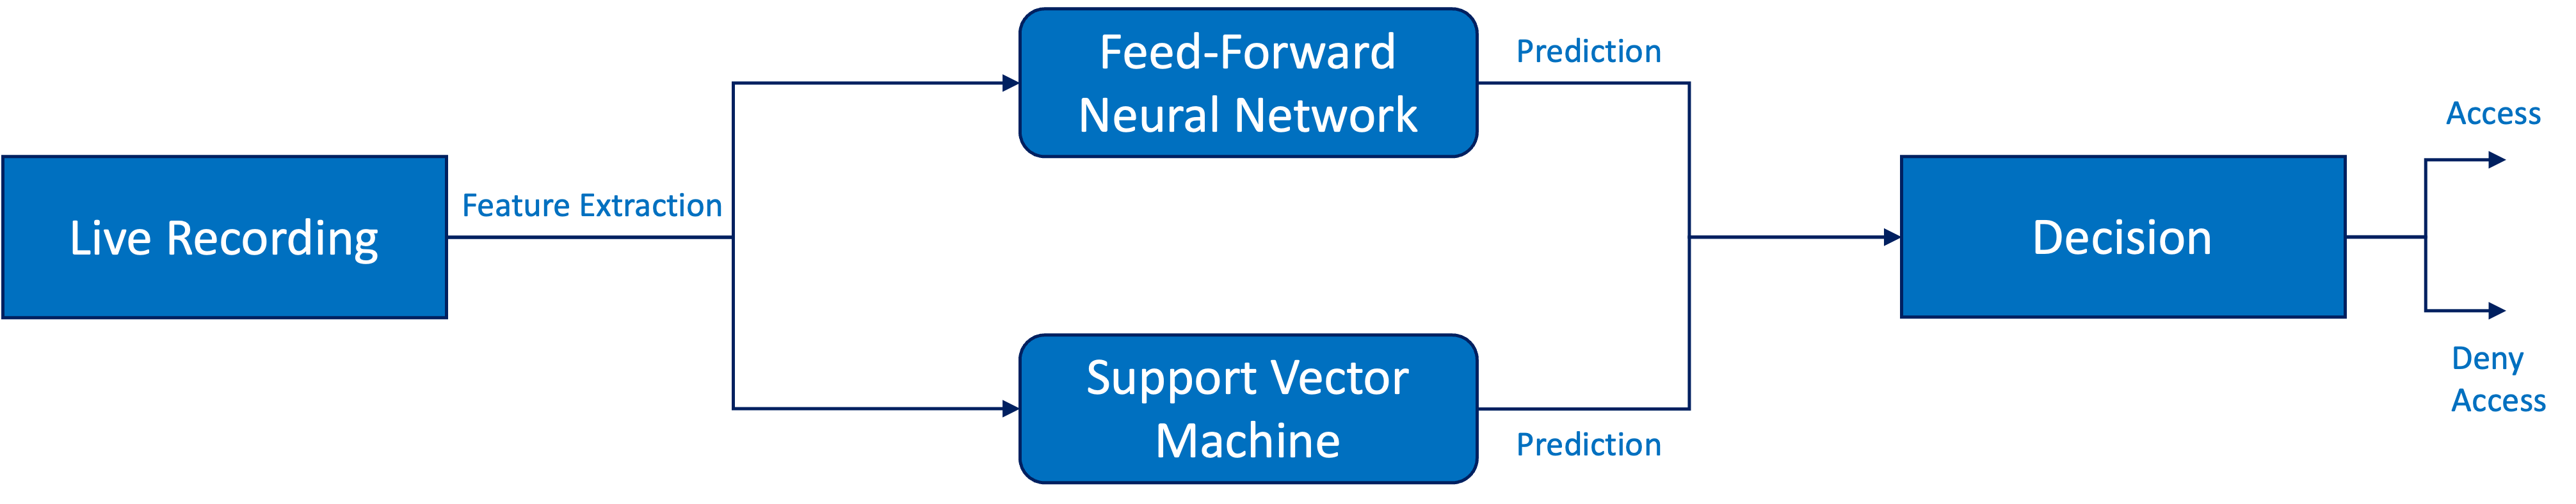 Live Recording
Feature Extraction
Feed-Forward
Neural Network
Prediction
Support Vector
Machine
Prediction
Decision
Access
Deny
Access